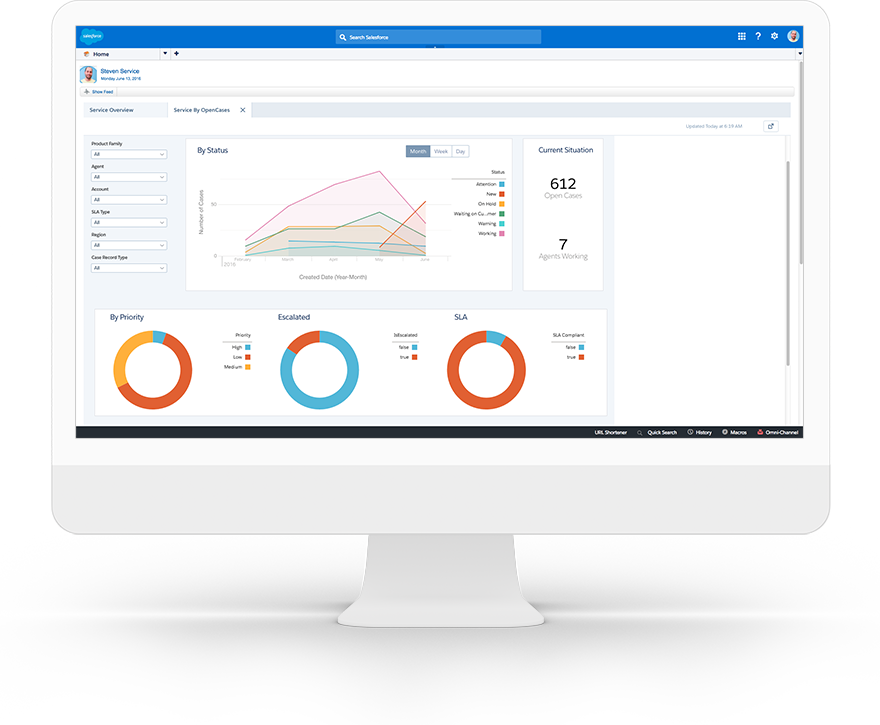 salesforce
Search Salesforce
?
Home
+
Steven Service
Monday June 13, 2016
Show Feed
Service Overview
Service By OpenCases X
Updated Today at 6:19 AM
Product Family
All
Agent
All
Account
All
SLA Type
All
Region
All
Case Record Type
All
By Status
Month Week Day
Number of Cases
50
0
February March April May June
2016
Created Date (Year-Month)
Status
Attention
New
On Hold
Waiting on Cu...mer
Warning
Working
Current Situation
612
Open Cases
7
Agents Working
By Priority
Priority
High
Low
Medium
Escalated
IsEscalated
false
true
SLA
SLA Compliant
false
true
URL Shortener Quick Search History Macros Omni-Channel